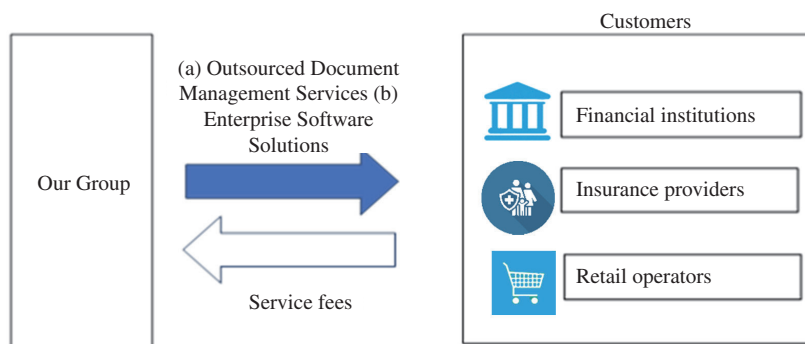 Customers
(a) Outsourced Document
Management Services (b)
Enterprise Software
Solutions
Our Group
Service fees
Financial institutions
Insurance providers
Retail operators